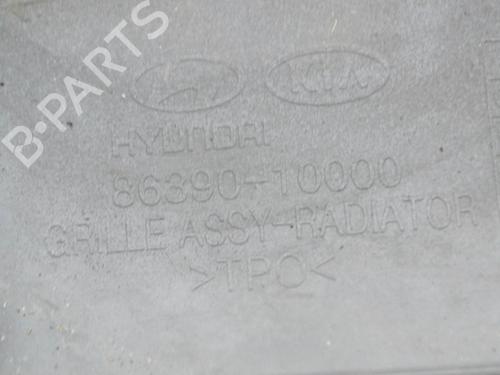 B-PARTS
KIA
HYUNDAI
86390-10000
GRILLE ASSY-RADIATOR
>TPO<